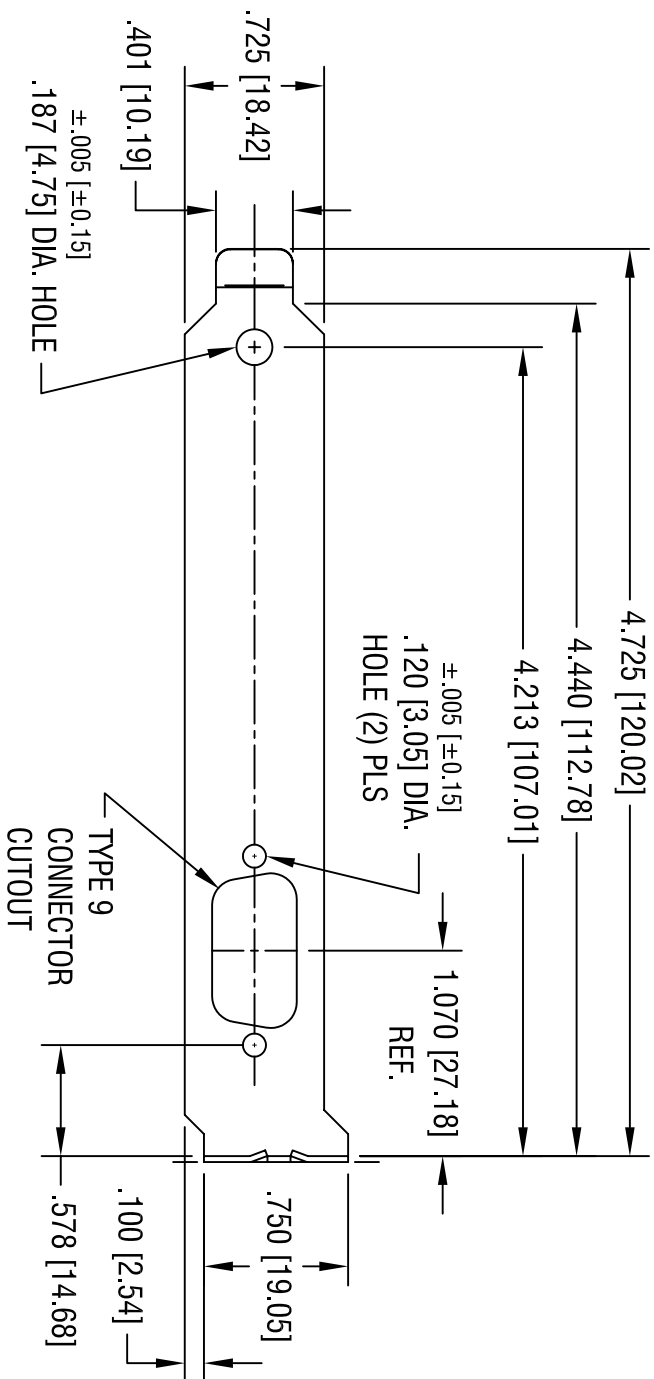 .725 [18.42]
.401 [10.19]
±.005 [±0.15]
.187 [4.75] DIA. HOLE
4.725 [120.02]
4.440 [112.78]
4.213 [107.01]
±.005 [±0.15]
.120 [3.05] DIA.
HOLE (2) PLS
1.070 [27.18]
REF.
TYPE 9
CONNECTOR
CUTOUT
.750 [19.05]
.100 [2.54]
.578 [14.68]